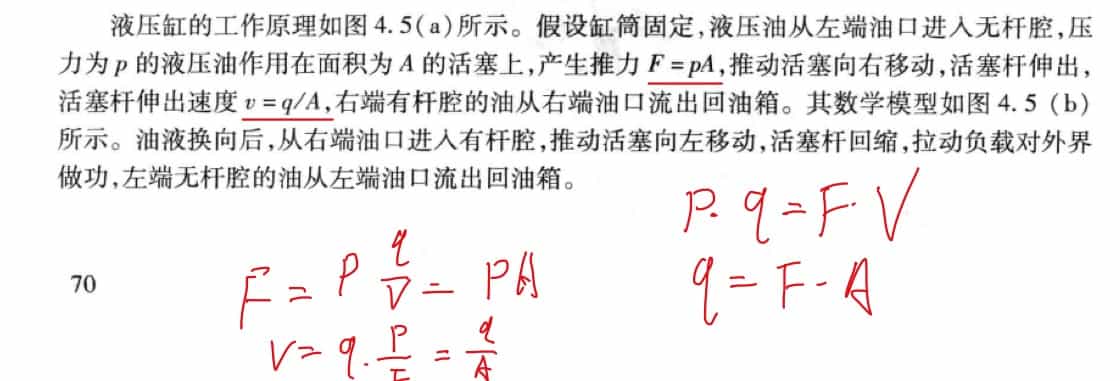 液压缸的工作原理如图 4.5(a)所示。假设缸筒固定,液压油从左端油口进入无杆腔,压
力为 p 的液压油作用在面积为 A 的活塞上,产生推力 F = pA,推动活塞向右移动,活塞杆伸出,
活塞杆伸出速度 v = q/A,右端有杆腔的油从右端油口流出回油箱。其数学模型如图 4.5 (b)
所示。油液换向后,从右端油口进入有杆腔,推动活塞向左移动,活塞杆回缩,拉动负载对外界
做功,左端无杆腔的油从左端油口流出回油箱。
P. q = F. V
q = F - A
70
F = P q/V = PA
V = q. P/F = q/A